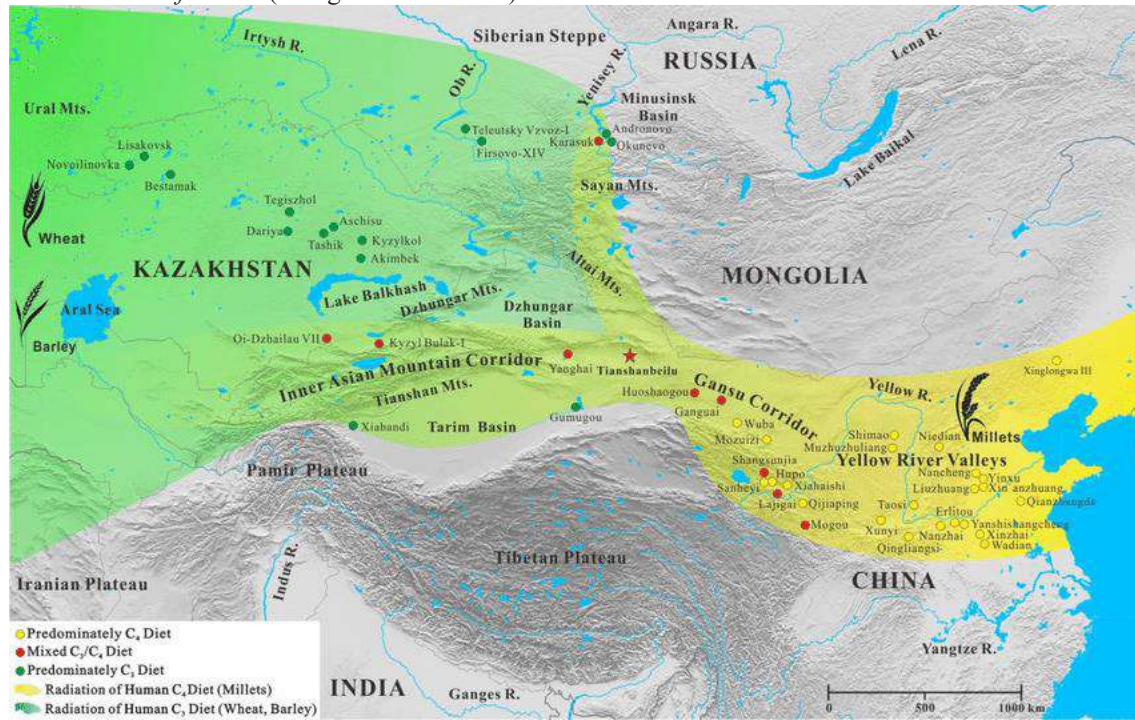 Irtysh R.
Ob R.
Siberian Steppe
Yenisey R.
Angara R.
RUSSIA
Lena R.
Ural Mts.
Minusinsk
Basin
Lisakovsk
Novoilinovka
Bestamak
Teleutsky Vzvoz-I
Firsovo-XIV
Karasuk
Andronovo
Okunevo
Lake Baikal
Sayan Mts.
Wheat
Tegiszhol
Dariya
Aschisu
Tashik
Kyzylkol
Akimbek
KAZAKHSTAN
Altai Mts.
MONGOLIA
Lake Balkhash
Dzhungar Mts.
Dzhungar
Basin
Aral Sea
Barley
Oi-Dzhailau VII
Kyzyl Bulak-I
Inner Asian Mountain Corridor
Tianshan Mts.
Yanghai
Tianshanbeilu
Gumugou
Xiabandi
Tarim Basin
Huoshaogou
Ganguai
Gansu Corridor
Yellow R.
Xinglongwa III
Millets
Wuba
Mozuizi
Shimao
Muzhuzhuliang
Niedian
Yellow River Valleys
Shangsunjia
Hupo
Sanheyi
Xiahaishi
Lajigai
Qijiaping
Mogou
Nancheng
Yinxu
Liuzhuang
Xin'anzhuang
Qianzhangda
Taosi
Erlitou
Xunyi
Nanzhai
Yanshishangcheng
Xinzhai
Qingliangsi
Wadian
Pamir Plateau
Tibetan Plateau
Iranian Plateau
Indus R.
CHINA
Yangtze R.
INDIA
Ganges R.
Predominately C₄ Diet
Mixed C₃/C₄ Diet
Predominately C₃ Diet
Radiation of Human C₄ Diet (Millets)
Radiation of Human C₃ Diet (Wheat, Barley)
0 500 1000 km